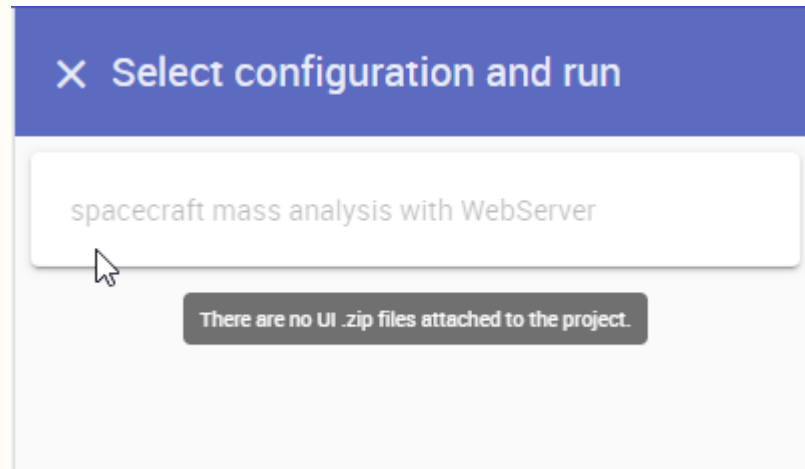 Select configuration and run
spacecraft mass analysis with WebServer
There are no UI .zip files attached to the project.